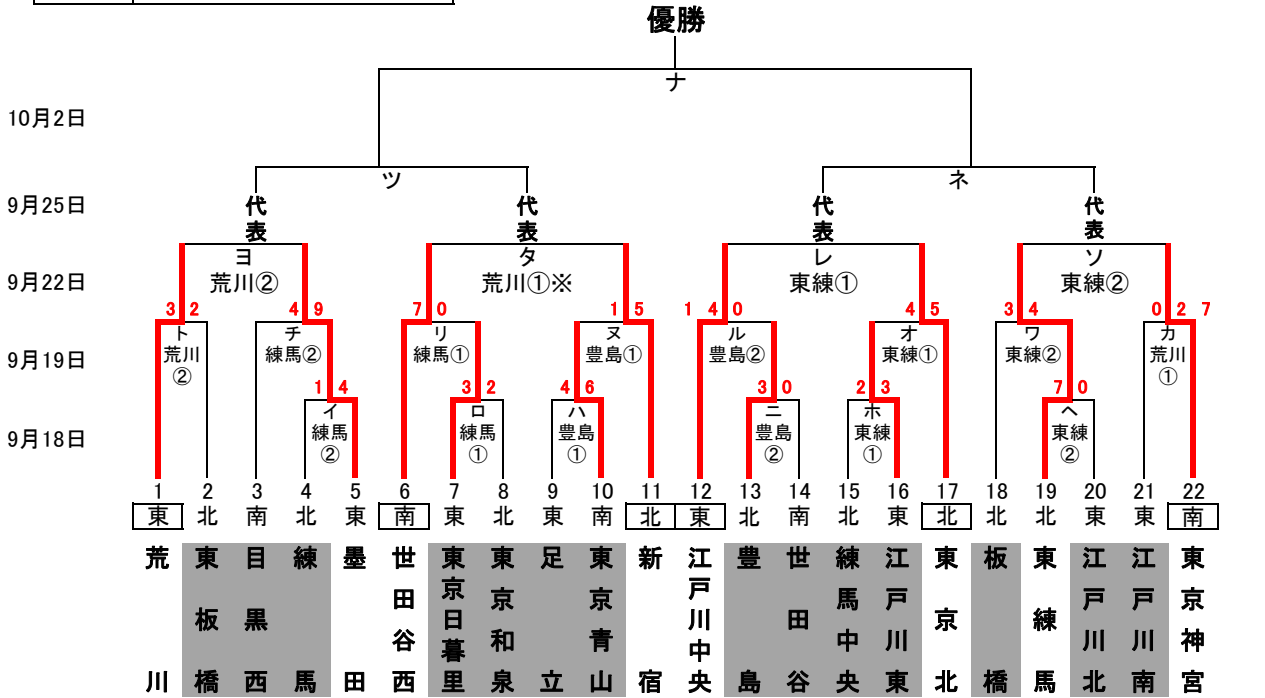 優勝
ナ
10月2日
ツ ネ
9月25日 代表 代表 代表 代表
ヨ タ レ ソ
9月22日 荒川② 荒川①※ 東練① 東練②
3 2 4 9 7 0 1 5 1 4 0 4 5 3 4 0 2 7
ト チ リ ヌ ル オ ワ カ
9月19日 荒川② 練馬② 練馬① 豊島① 豊島② 東練① 東練② 荒川①
1 4 3 2 4 6 3 0 2 3 7 0
イ ロ ハ ニ ホ ヘ
9月18日 練馬② 練馬① 豊島① 豊島② 東練① 東練②
1 2 3 4 5 6 7 8 9 10 11 12 13 14 15 16 17 18 19 20 21 22
東 北 南 北 東 南 東 北 東 南 北 東 北 南 北 東 北 北 北 東 東 南
荒川
東板橋
目黒西
練馬
墨田
世田谷西
東京日暮里
東京和泉
足立
東京青山
新宿
江戸川中央
豊島
世田谷
練馬中央
江戸川東
東京北
板橋
東練馬
江戸川北
江戸川南
東京神宮